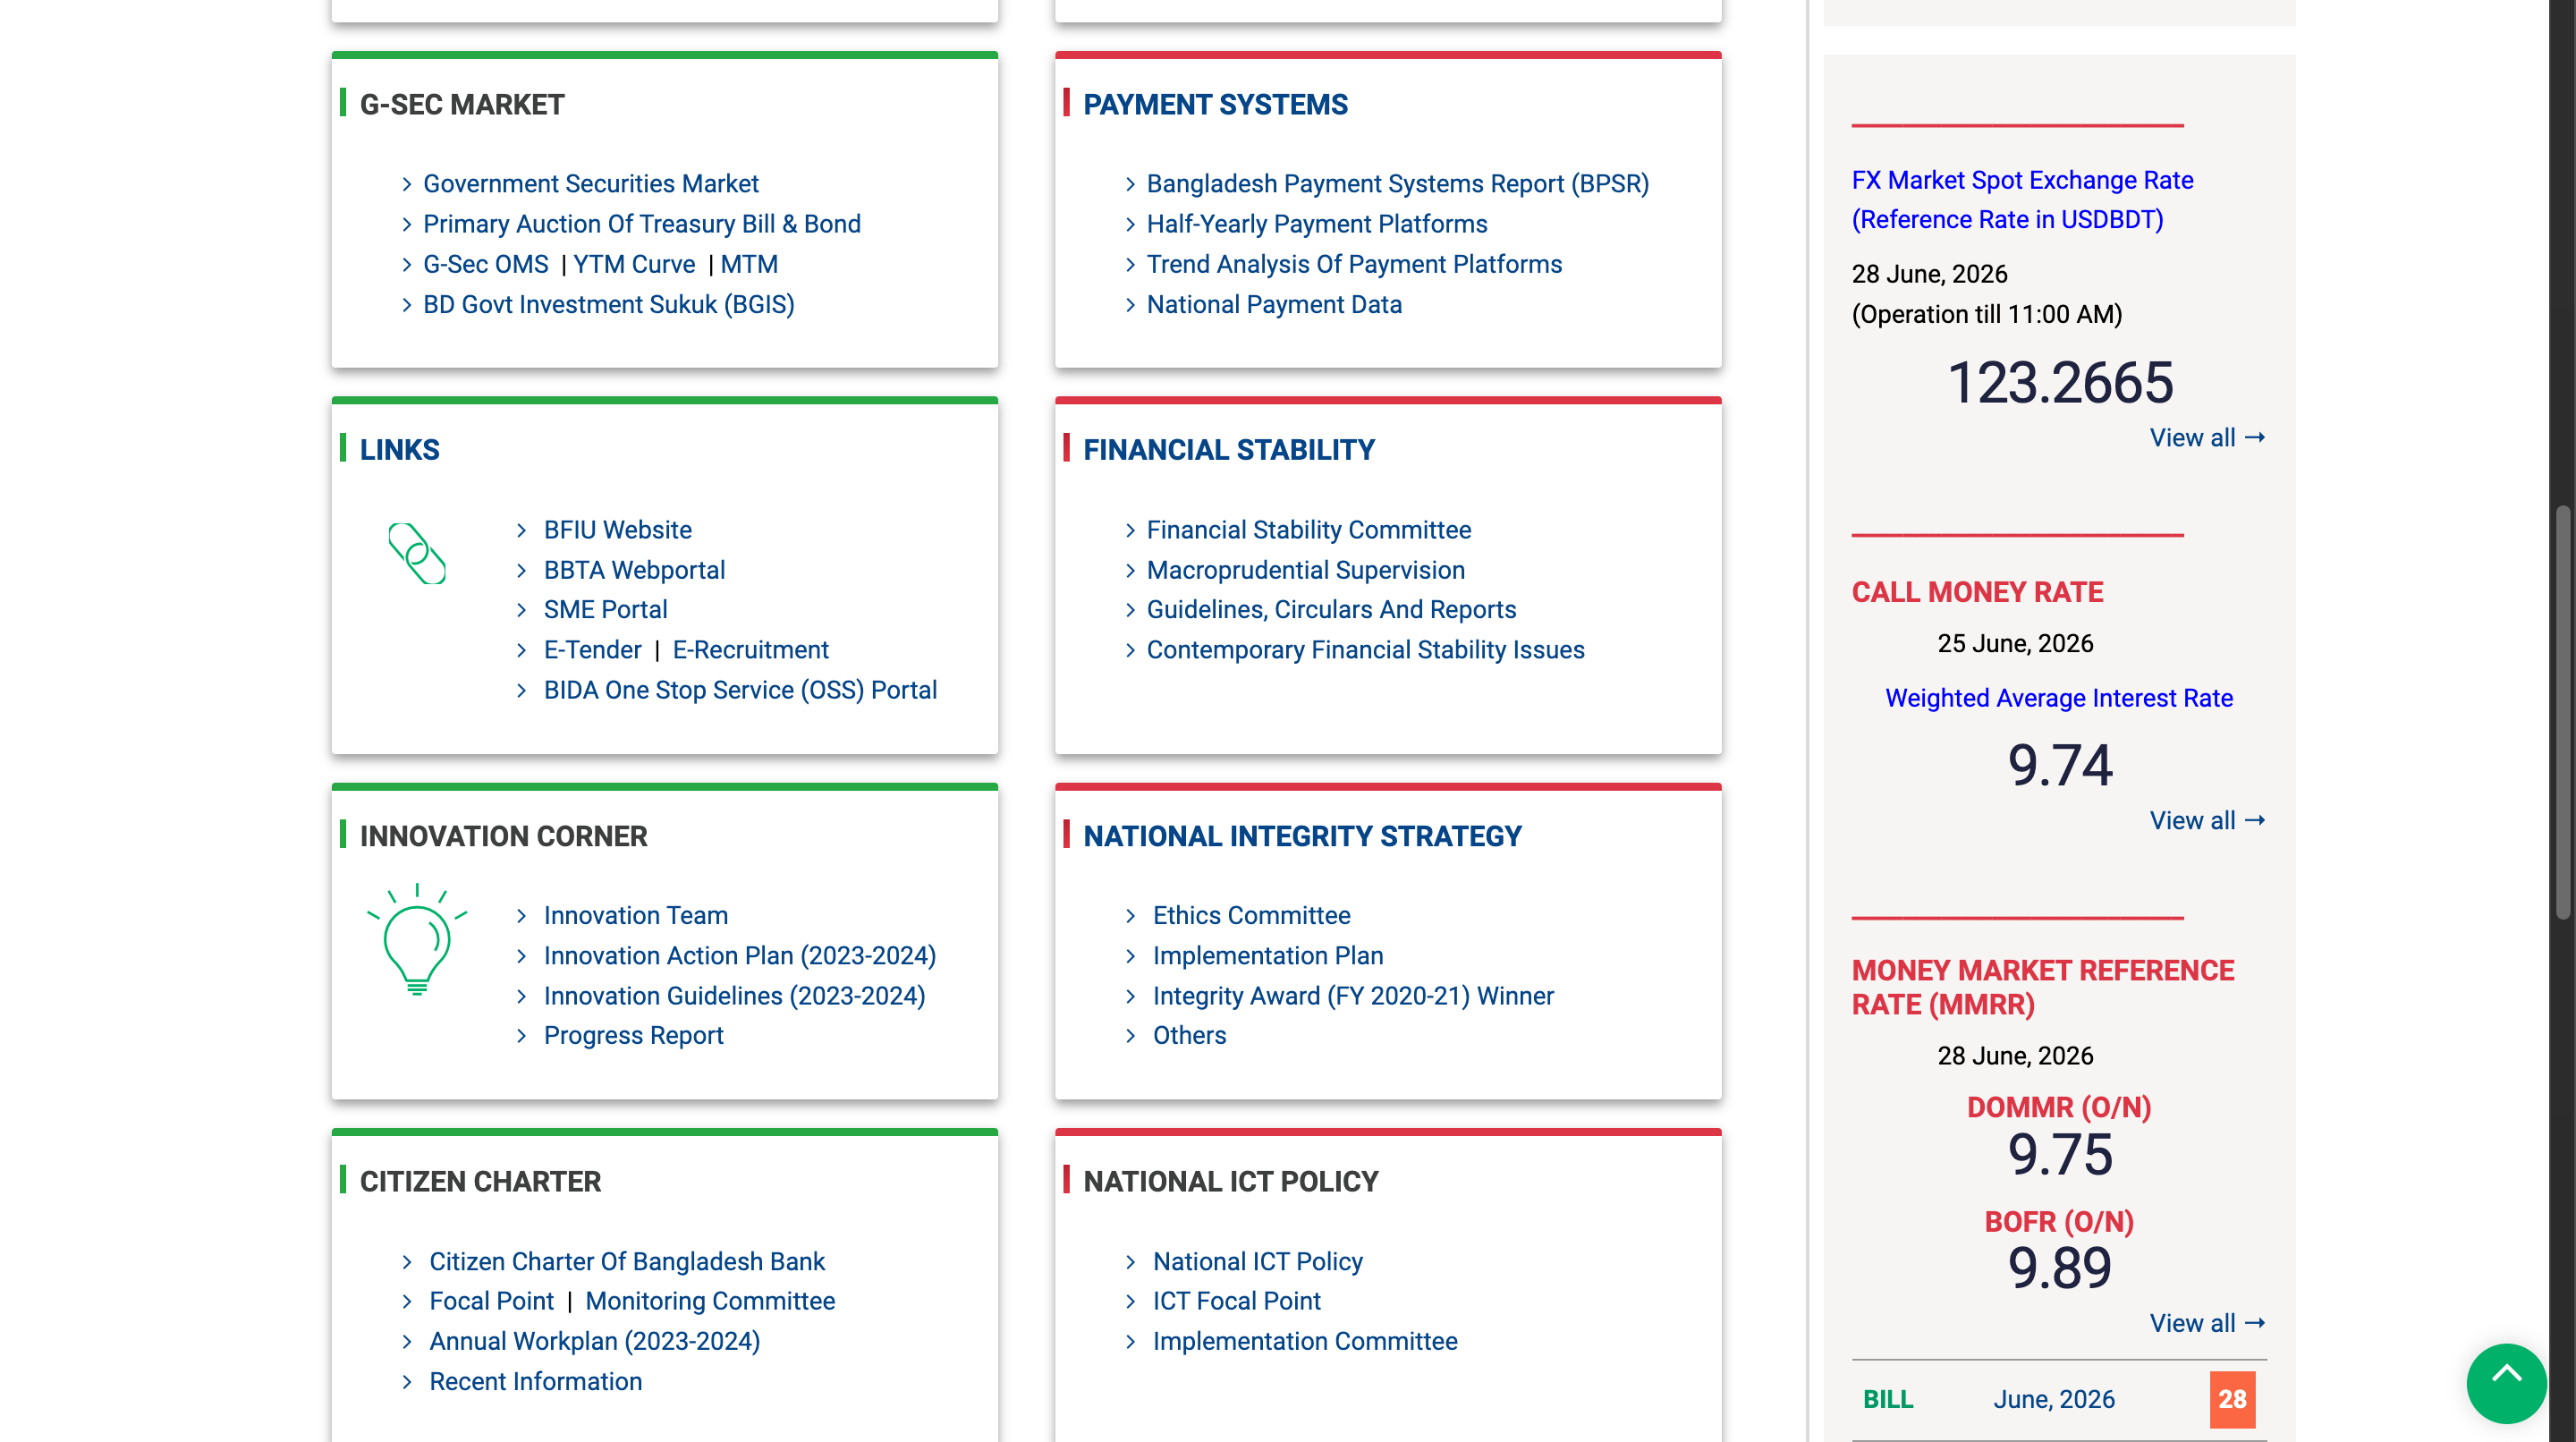 G-SEC MARKET
Government Securities Market
Primary Auction Of Treasury Bill & Bond
G-Sec OMS | YTM Curve | MTM
BD Govt Investment Sukuk (BGIS)
PAYMENT SYSTEMS
Bangladesh Payment Systems Report (BPSR)
Half-Yearly Payment Platforms
Trend Analysis Of Payment Platforms
National Payment Data
LINKS
BFIU Website
BBTA Webportal
SME Portal
E-Tender | E-Recruitment
BIDA One Stop Service (OSS) Portal
FINANCIAL STABILITY
Financial Stability Committee
Macroprudential Supervision
Guidelines, Circulars And Reports
Contemporary Financial Stability Issues
INNOVATION CORNER
Innovation Team
Innovation Action Plan (2023-2024)
Innovation Guidelines (2023-2024)
Progress Report
NATIONAL INTEGRITY STRATEGY
Ethics Committee
Implementation Plan
Integrity Award (FY 2020-21) Winner
Others
CITIZEN CHARTER
Citizen Charter Of Bangladesh Bank
Focal Point | Monitoring Committee
Annual Workplan (2023-2024)
Recent Information
NATIONAL ICT POLICY
National ICT Policy
ICT Focal Point
Implementation Committee
FX Market Spot Exchange Rate
(Reference Rate in USDBDT)
28 June, 2026
(Operation till 11:00 AM)
123.2665
View all →
CALL MONEY RATE
25 June, 2026
Weighted Average Interest Rate
9.74
View all →
MONEY MARKET REFERENCE
RATE (MMRR)
28 June, 2026
DOMMR (O/N)
9.75
BOFR (O/N)
9.89
View all →
BILL June, 2026 28